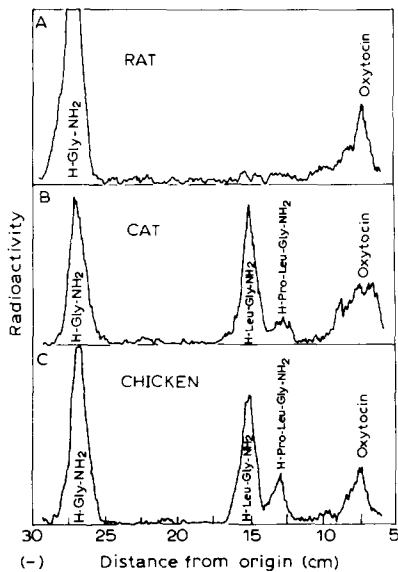 A
RAT
H-Gly-NH2
Oxytocin
B
CAT
H-Gly-NH2
H-Leu-Gly-NH2
H-Pro-Leu-Gly-NH2
Oxytocin
C
CHICKEN
H-Gly-NH2
H-Leu-Gly-NH2
H-Pro-Leu-Gly-NH2
Oxytocin
Radioactivity
30 25 20 15 10 5
(-) Distance from origin (cm)